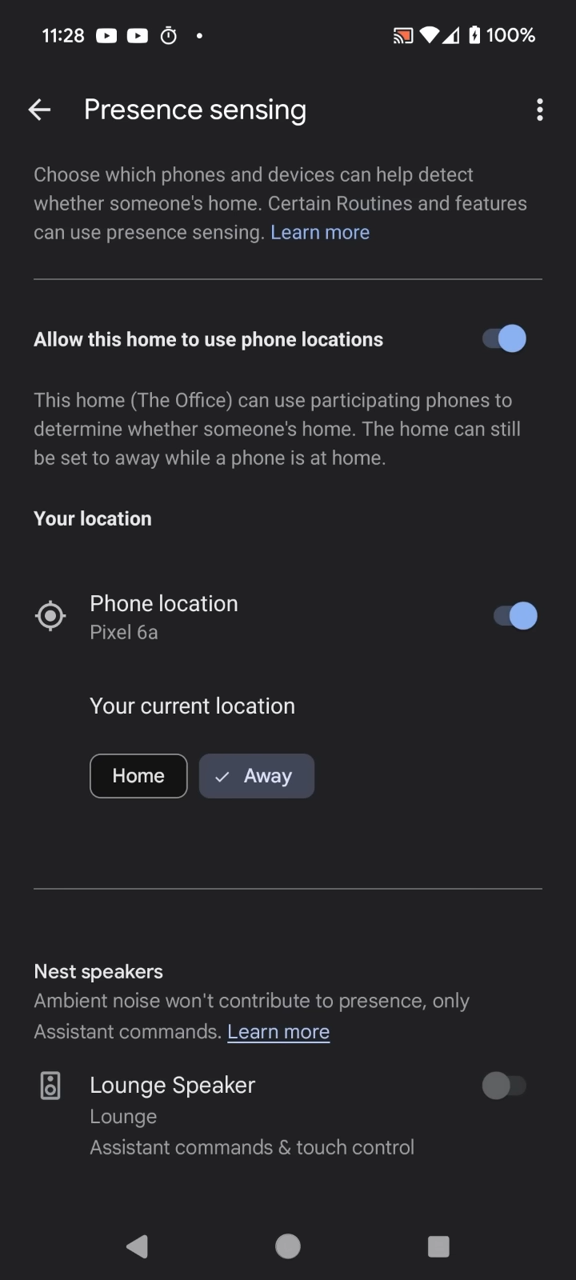 11:28
100%
Presence sensing
Choose which phones and devices can help detect
whether someone's home. Certain Routines and features
can use presence sensing. Learn more
Allow this home to use phone locations
This home (The Office) can use participating phones to
determine whether someone's home. The home can still
be set to away while a phone is at home.
Your location
Phone location
Pixel 6a
Your current location
Home
Away
Nest speakers
Ambient noise won't contribute to presence, only
Assistant commands. Learn more
Lounge Speaker
Lounge
Assistant commands & touch control